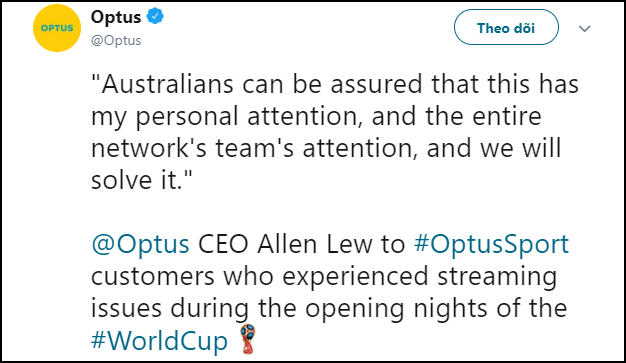 OPTUS
Optus
@Optus
Theo dõi
"Australians can be assured that this has
my personal attention, and the entire
network's team's attention, and we will
solve it."
@Optus CEO Allen Lew to #OptusSport
customers who experienced streaming
issues during the opening nights of the
#WorldCup